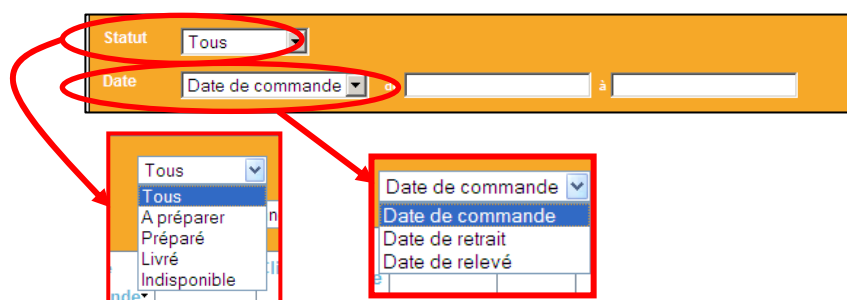 Statut Tous
Date Date de commande à
Tous
Tous
A préparer
Préparé
Livré
Indisponible
Date de commande
Date de commande
Date de retrait
Date de relevé